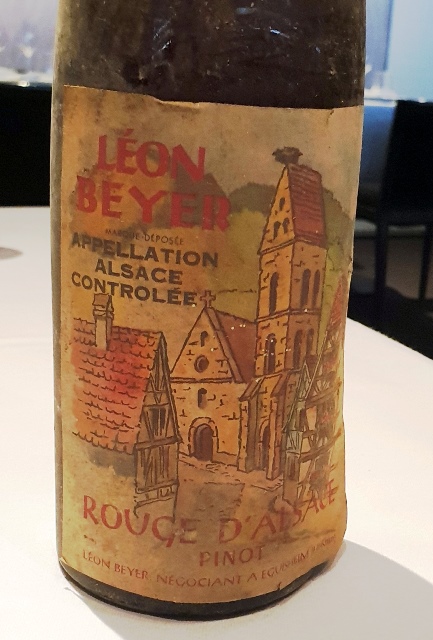 LÉON
BEYER
MARQUE DÉPOSÉE
APPELLATION
ALSACE
CONTROLÉE
ROUGE D'ALSACE
PINOT
LÉON BEYER NÉGOCIANT A EGUISHEIM